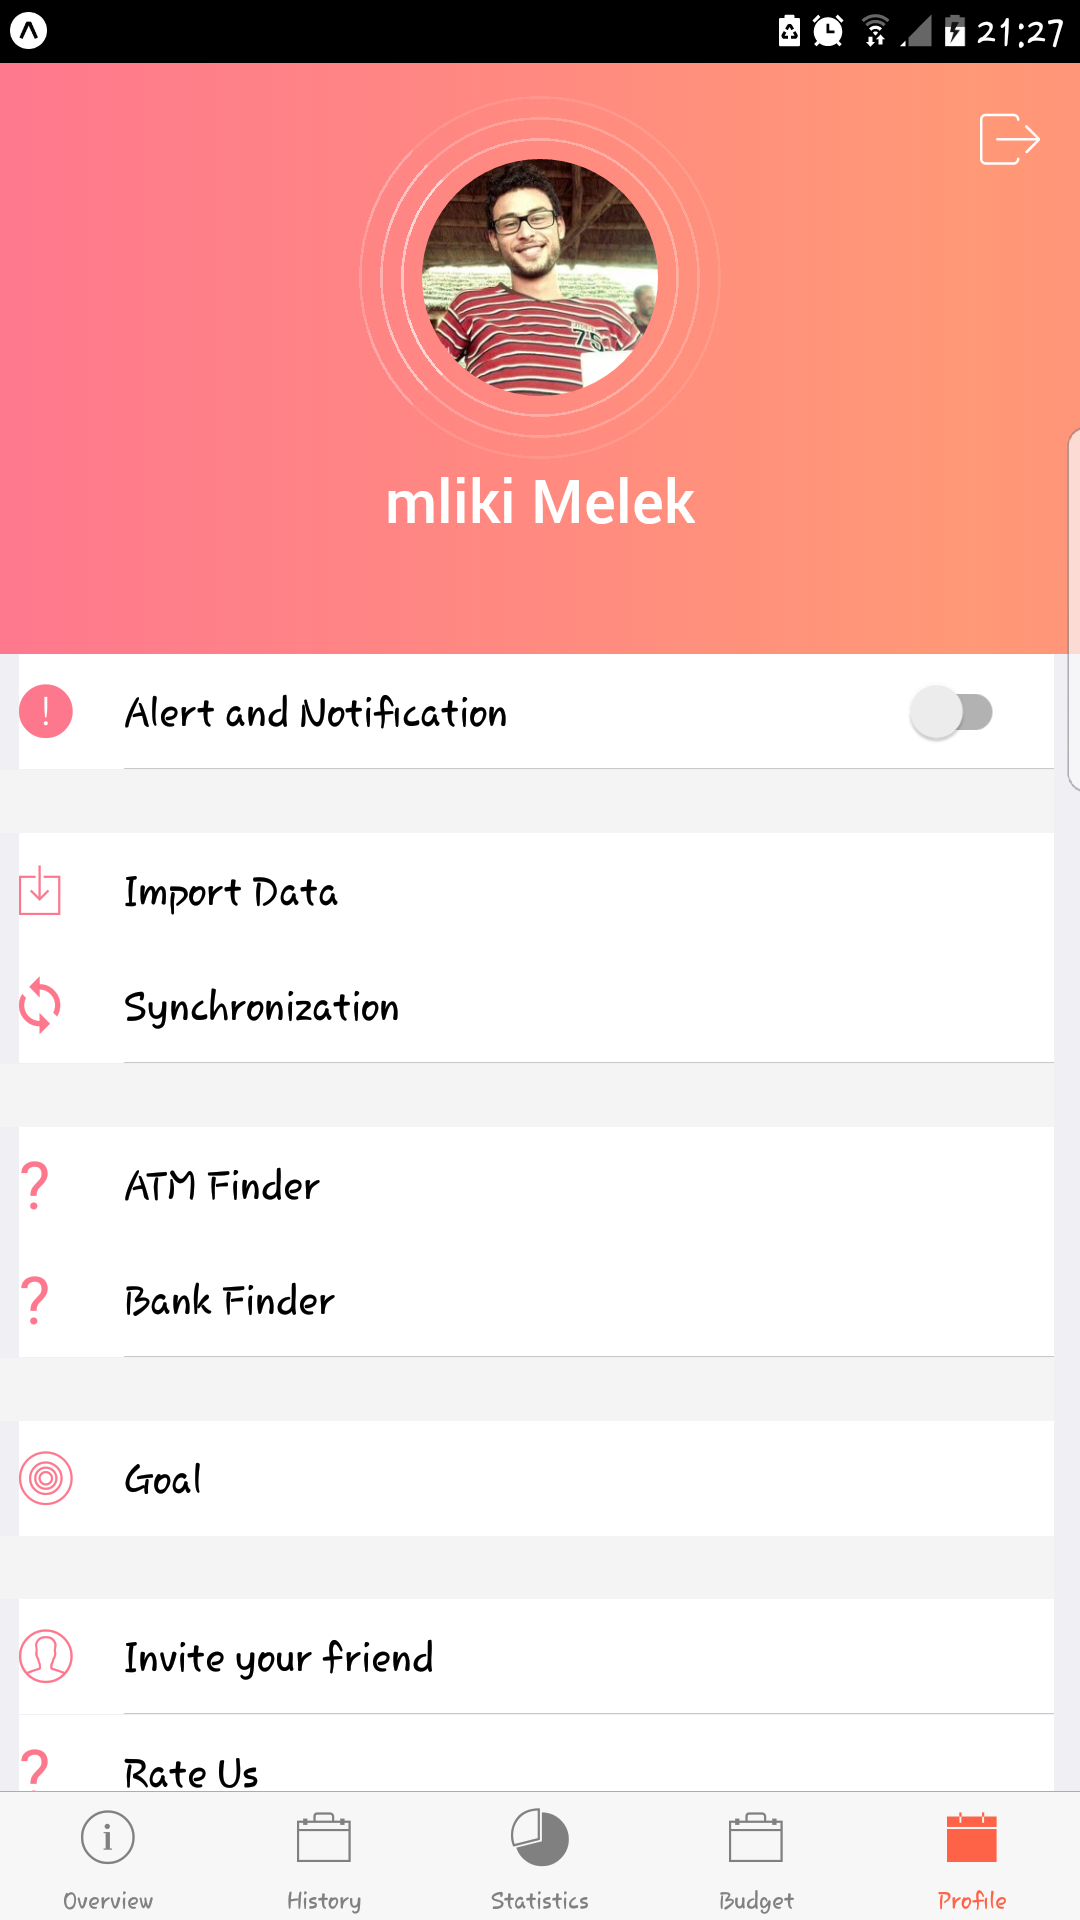 21:27
75
mliki Melek
Alert and Notification
Import Data
Synchronization
? ATM Finder
? Bank Finder
Goal
Invite your friend
? Rate Us
Overview History Statistics Budget Profile